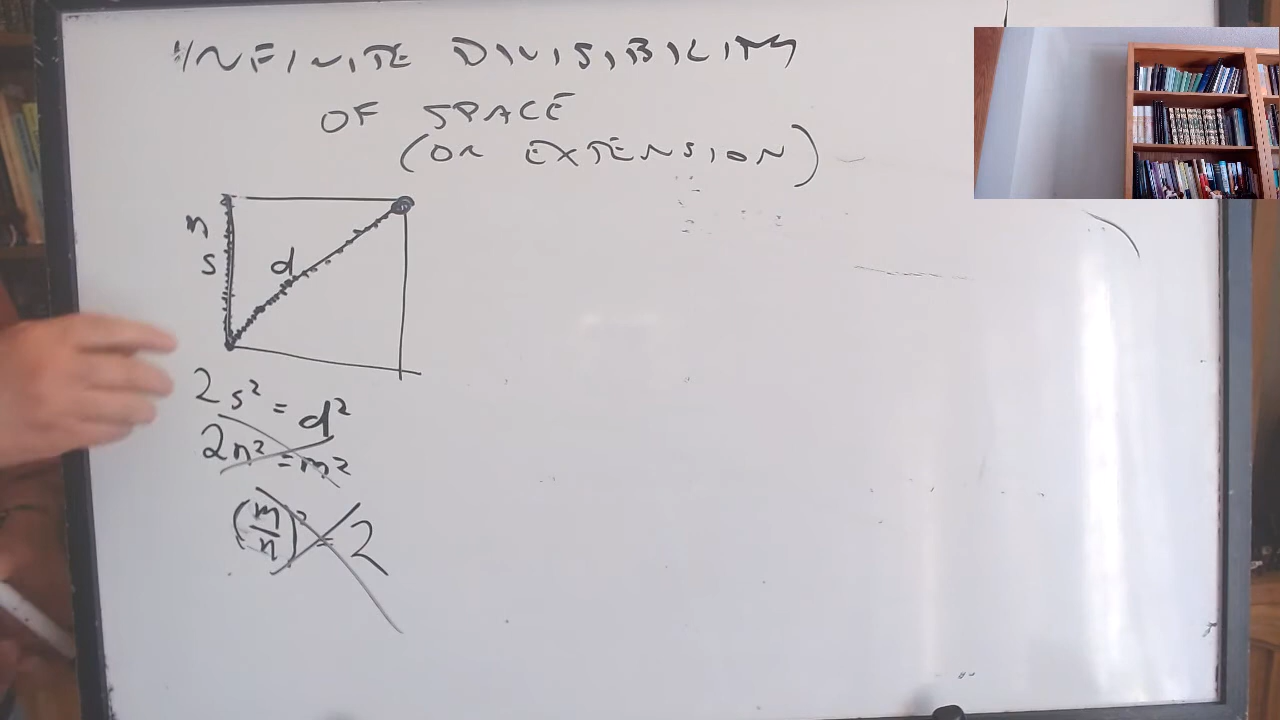 INFINITE DIVISIBILITY
OF SPACE
(OR EXTENSION)
n
s
d
2s² = d²
2n² = m²
(m/n)² = 2